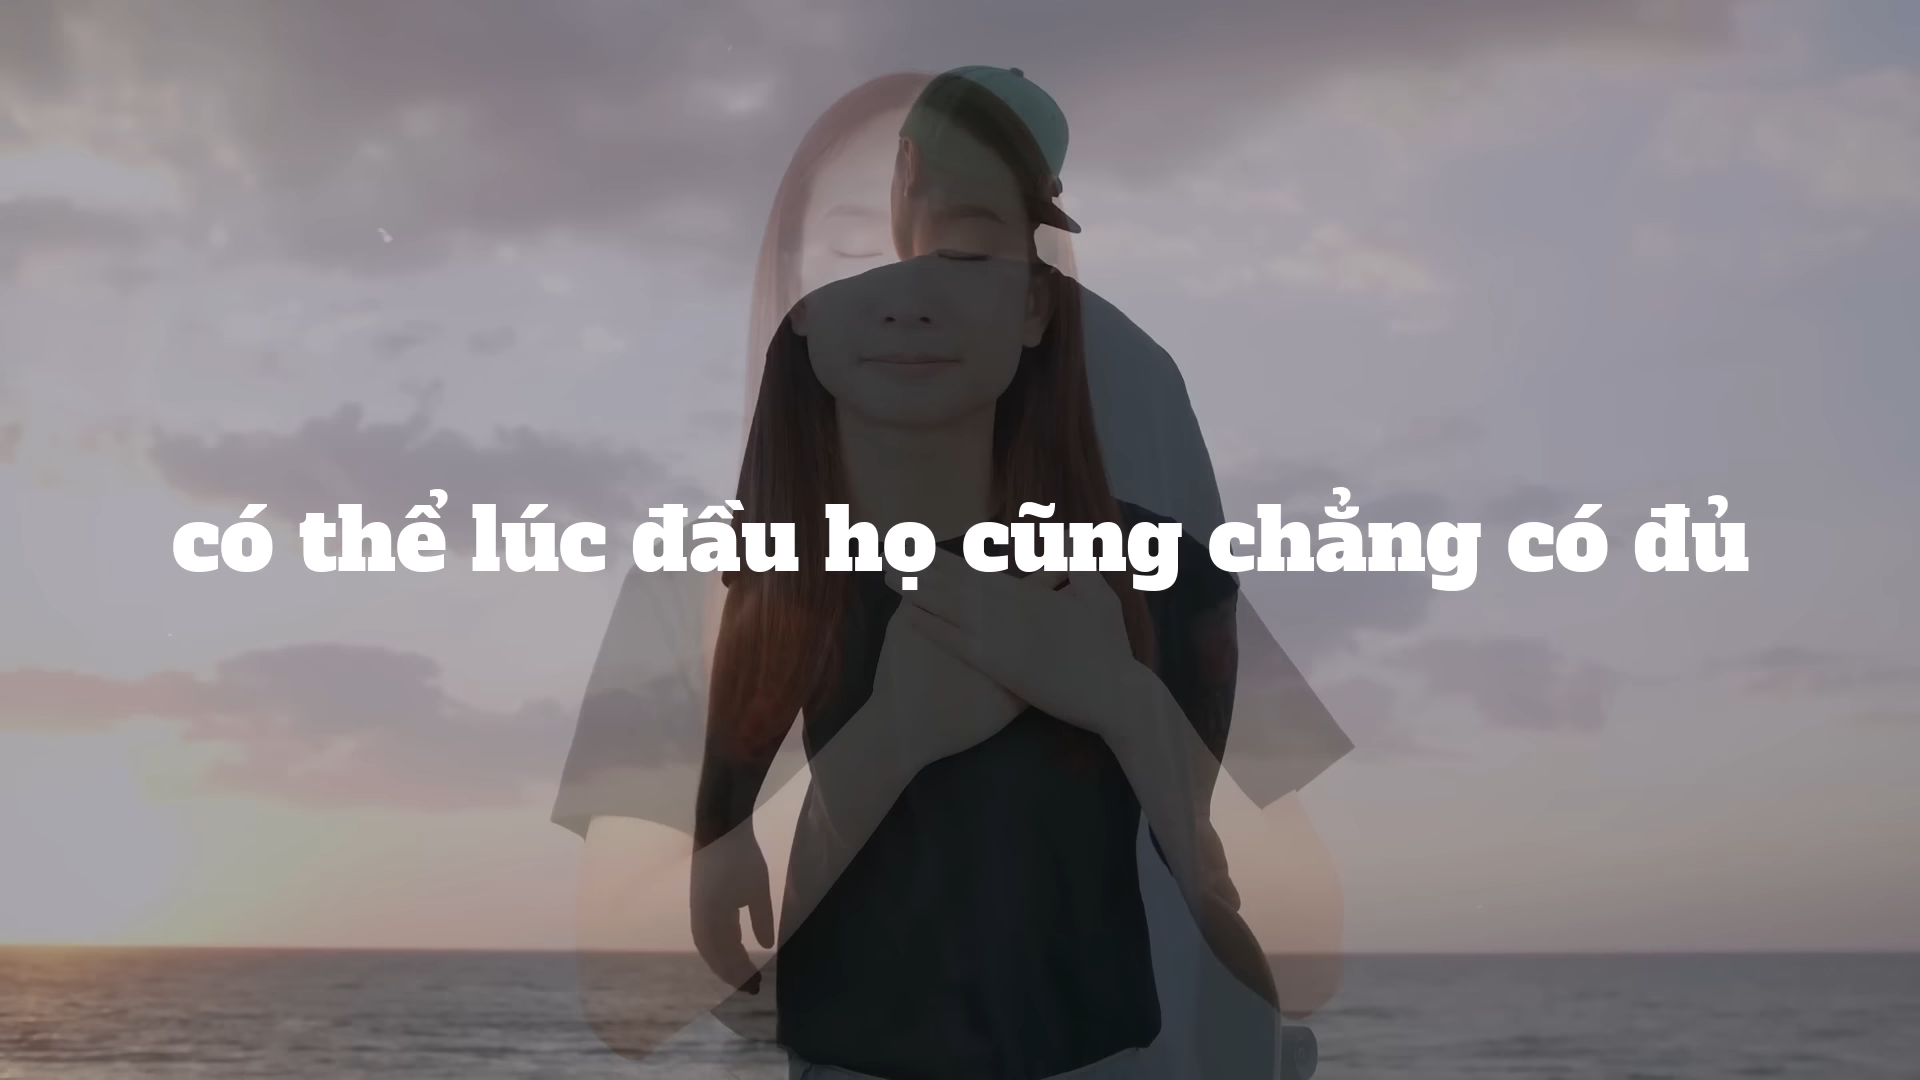 có thể lúc đầu họ cũng chẳng có đủ